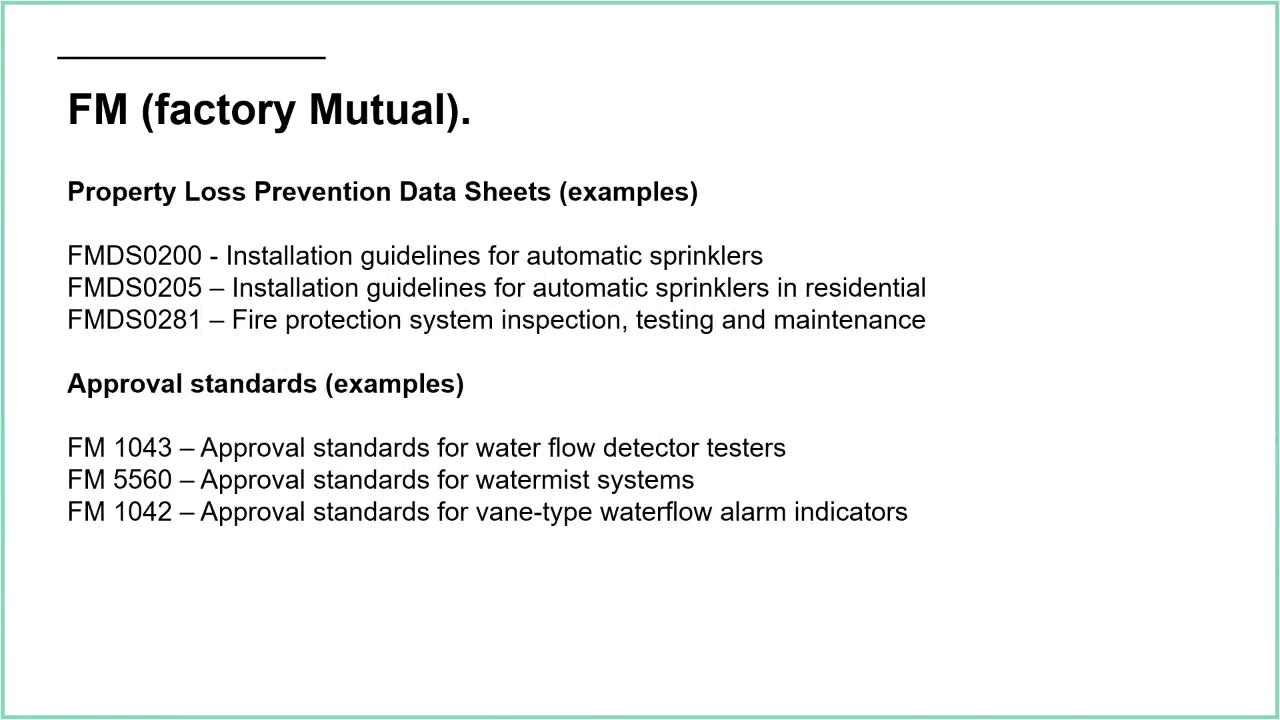 FM (factory Mutual).
Property Loss Prevention Data Sheets (examples)
FMDS0200 - Installation guidelines for automatic sprinklers
FMDS0205 – Installation guidelines for automatic sprinklers in residential
FMDS0281 – Fire protection system inspection, testing and maintenance
Approval standards (examples)
FM 1043 – Approval standards for water flow detector testers
FM 5560 – Approval standards for watermist systems
FM 1042 – Approval standards for vane-type waterflow alarm indicators